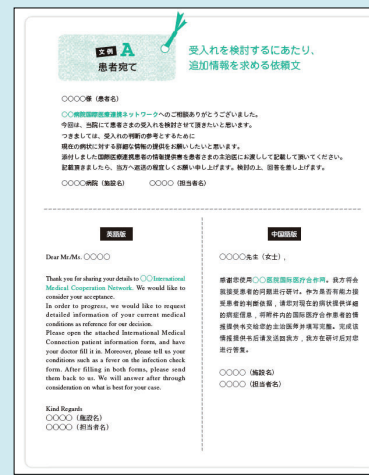 文例 A
患者宛て
受入れを検討するにあたり、
追加情報を求める依頼文
○○○○様（患者名）
○○病院国際医療連携ネットワークへのご相談ありがとうございました。
今回は、当院にて患者さまの受入れを検討させて頂きたいと思います。
つきましては、受入れの判断の参考とするために
現在の病状に対する詳細な情報の提供をお願いしたいと思います。
添付しました国際医療連携患者の情報提供書を患者さまの主治医にお渡しして記載して頂いてください。
記載頂きましたら、当方へ返送の程宜しくお願い申し上げます。検討の上、回答を差し上げます。
○○○○病院（施設名） ○○○○（担当者名）
英語版
Dear Mr./Ms. ○○○○
Thank you for sharing your details to ○○International
Medical Cooperation Network. We would like to
consider your acceptance.
In order to progress, we would like to request
detailed information of your current medical
conditions as reference for our decision.
Please open the attached International Medical
Connection patient information form, and have
your doctor fill it in. Moreover, please tell us your
conditions such as a fever on the infection check
form. After filling in both forms, please send
them back to us. We will answer after through
consideration on what is best for your case.
Kind Regards
○○○○（施設名）
○○○○（担当者名）
中国語版
○○○○先生（女士），
感谢您使用○○医院国际医疗合作网。我方将会
就接受患者的问题进行研讨。作为是否有能力接
受患者的判断依据，请您对现在的病状提供详细
的病症情报，将附件内的国际医疗合作患者的情
报提供书交给您的主治医师并填写完整。完成该
情报提供书后请发送回我方，我方在研讨后对您
进行答复。
○○○○（施設名）
○○○○（担当者名）